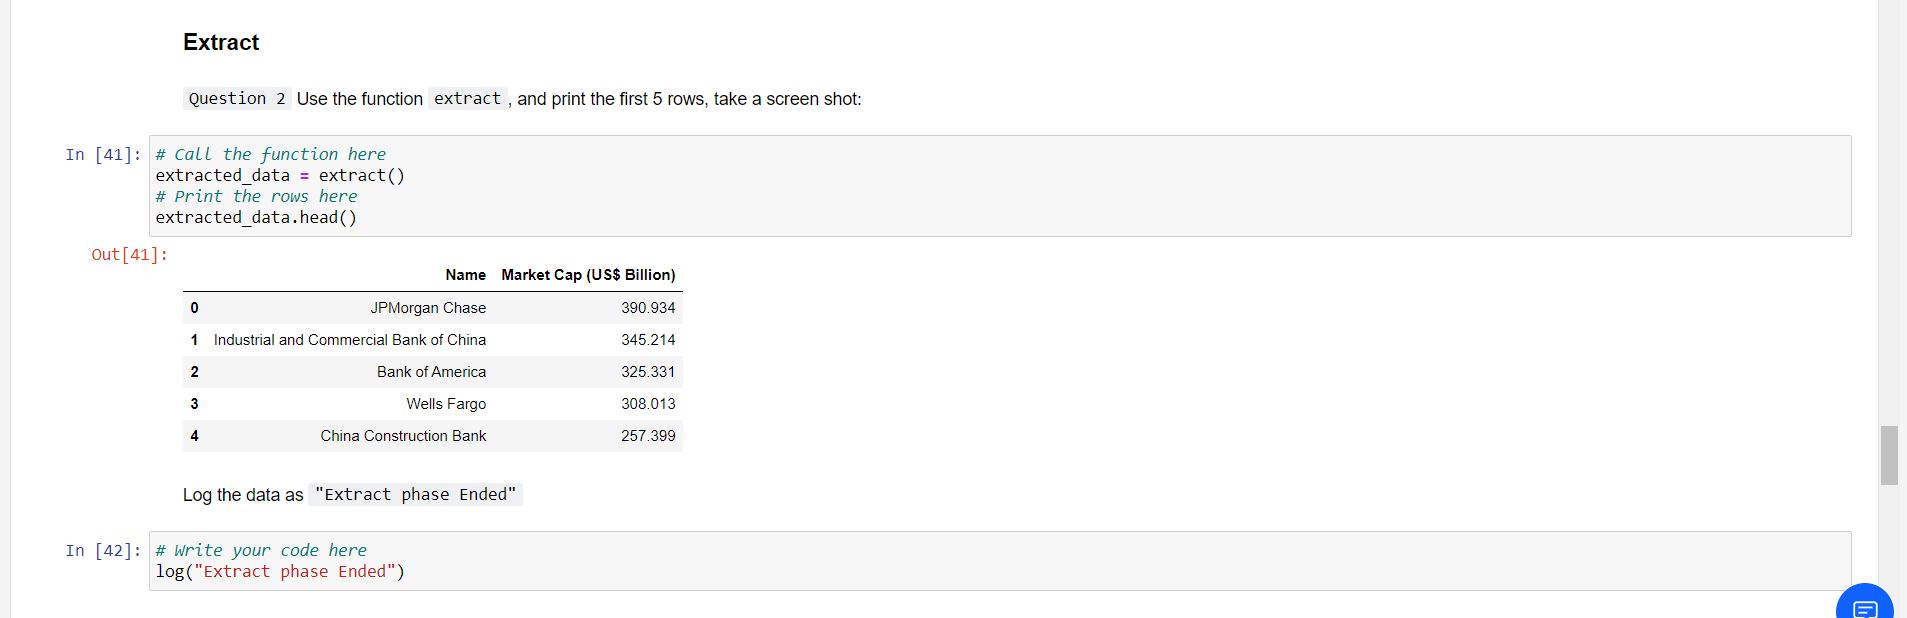 Extract
Question 2 Use the function extract , and print the first 5 rows, take a screen shot:
In [41]: # Call the function here
extracted_data = extract()
# Print the rows here
extracted_data.head()
Out[41]:
Name Market Cap (US$ Billion)
0 JPMorgan Chase 390.934
1 Industrial and Commercial Bank of China 345.214
2 Bank of America 325.331
3 Wells Fargo 308.013
4 China Construction Bank 257.399
Log the data as "Extract phase Ended"
In [42]: # Write your code here
log("Extract phase Ended")